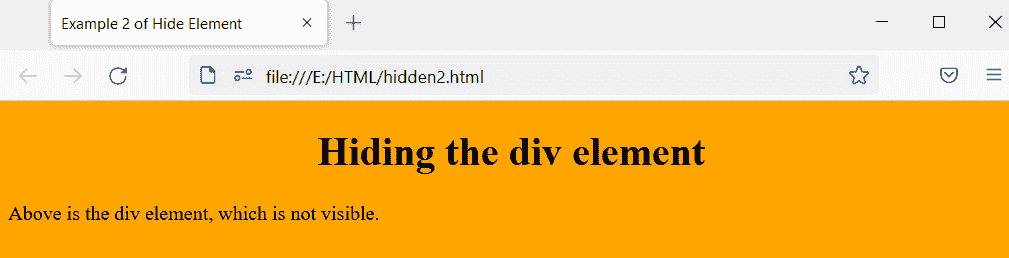 Example 2 of Hide Element
file:///E:/HTML/hidden2.html
Hiding the div element
Above is the div element, which is not visible.